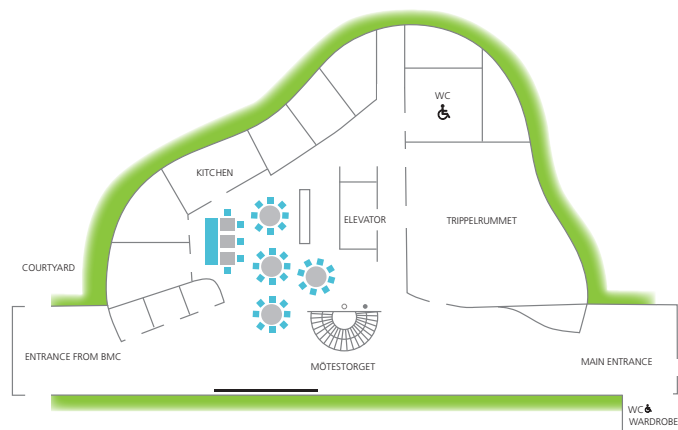 WC
KITCHEN
ELEVATOR
TRIPPELRUMMET
COURTYARD
ENTRANCE FROM BMC
MÖTESTORGET
MAIN ENTRANCE
WC
WARDROBE